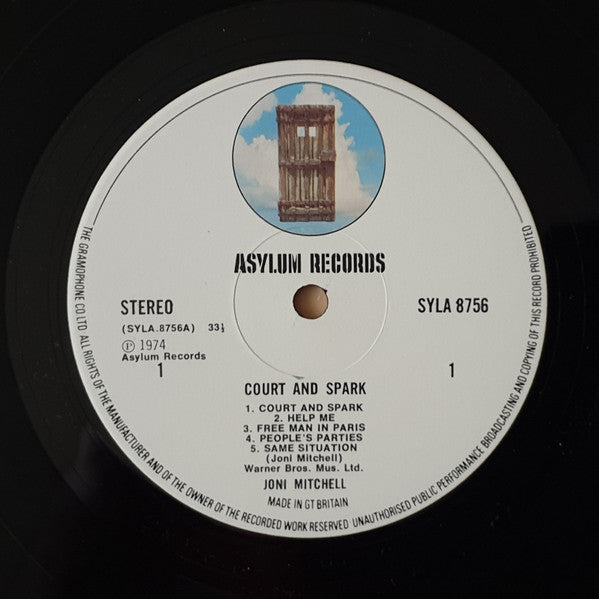 ASYLUM RECORDS
STEREO
SYLA 8756
(SYLA.8756A) 33⅓
Ⓟ 1974
Asylum Records
1
1
COURT AND SPARK
1. COURT AND SPARK
2. HELP ME
3. FREE MAN IN PARIS
4. PEOPLE'S PARTIES
5. SAME SITUATION
(Joni Mitchell)
Warner Bros. Mus. Ltd.
JONI MITCHELL
MADE IN GT BRITAIN
THE GRAMOPHONE CO LTD ALL RIGHTS OF THE MANUFACTURER AND OF THE OWNER OF THE RECORDED WORK RESERVED UNAUTHORISED PUBLIC PERFORMANCE BROADCASTING AND COPYING OF THIS RECORD PROHIBITED